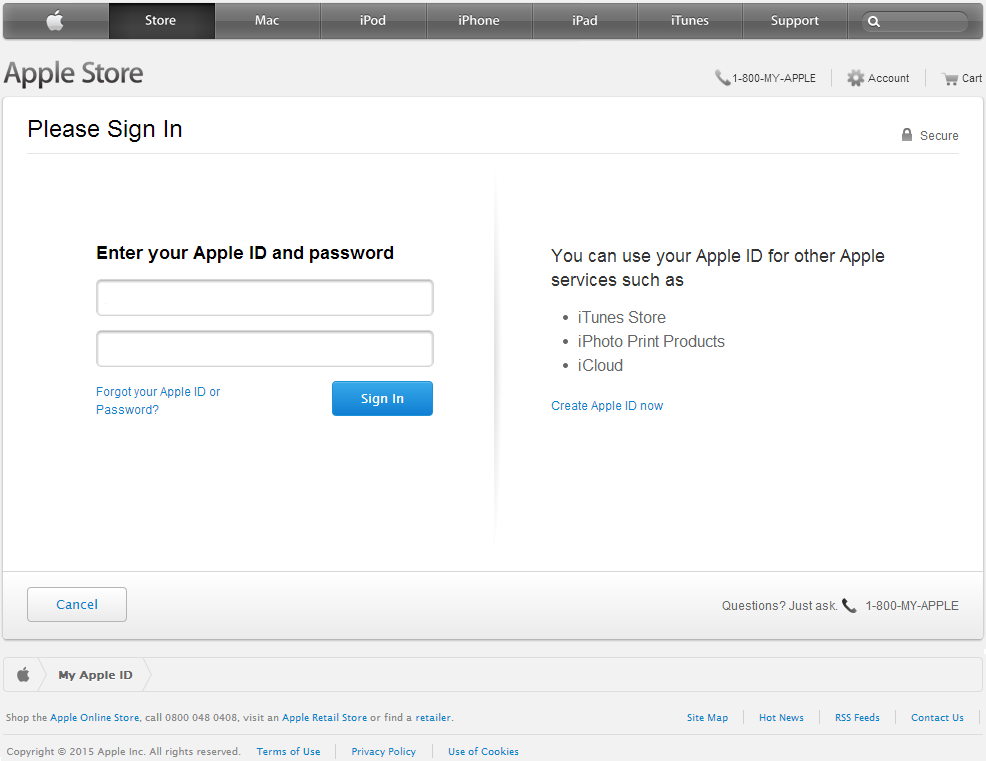 Store Mac iPod iPhone iPad iTunes Support
Apple Store
1-800-MY-APPLE Account Cart
Please Sign In
Secure
Enter your Apple ID and password
Forgot your Apple ID or
Password?
Sign In
You can use your Apple ID for other Apple
services such as
• iTunes Store
• iPhoto Print Products
• iCloud
Create Apple ID now
Cancel
Questions? Just ask. 1-800-MY-APPLE
My Apple ID
Shop the Apple Online Store, call 0800 048 0408, visit an Apple Retail Store or find a retailer.
Site Map Hot News RSS Feeds Contact Us
Copyright © 2015 Apple Inc. All rights reserved. Terms of Use Privacy Policy Use of Cookies